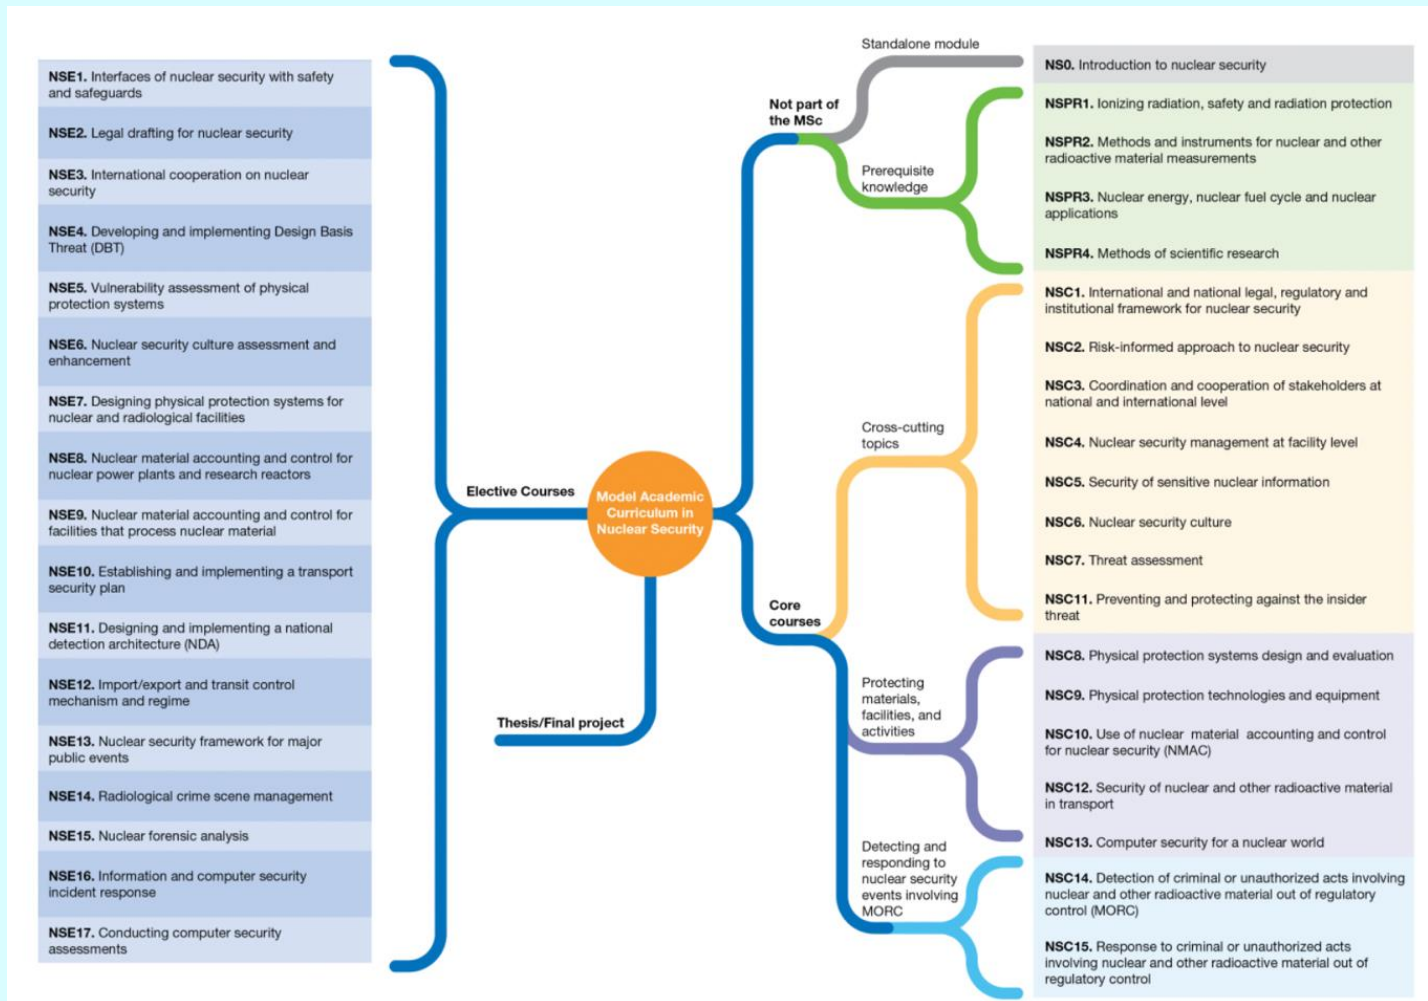 NSE1. Interfaces of nuclear security with safety
and safeguards
NSE2. Legal drafting for nuclear security
NSE3. International cooperation on nuclear
security
NSE4. Developing and implementing Design Basis
Threat (DBT)
NSE5. Vulnerability assessment of physical
protection systems
NSE6. Nuclear security culture assessment and
enhancement
NSE7. Designing physical protection systems for
nuclear and radiological facilities
NSE8. Nuclear material accounting and control for
nuclear power plants and research reactors
NSE9. Nuclear material accounting and control for
facilities that process nuclear material
NSE10. Establishing and implementing a transport
security plan
NSE11. Designing and implementing a national
detection architecture (NDA)
NSE12. Import/export and transit control
mechanism and regime
NSE13. Nuclear security framework for major
public events
NSE14. Radiological crime scene management
NSE15. Nuclear forensic analysis
NSE16. Information and computer security
incident response
NSE17. Conducting computer security
assessments
Elective Courses
Model Academic
Curriculum in
Nuclear Security
Thesis/Final project
Not part of
the MSc
Standalone module
Prerequisite
knowledge
Core
courses
Cross-cutting
topics
Protecting
materials,
facilities, and
activities
Detecting and
responding to
nuclear security
events involving
MORC
NS0. Introduction to nuclear security
NSPR1. Ionizing radiation, safety and radiation protection
NSPR2. Methods and instruments for nuclear and other
radioactive material measurements
NSPR3. Nuclear energy, nuclear fuel cycle and nuclear
applications
NSPR4. Methods of scientific research
NSC1. International and national legal, regulatory and
institutional framework for nuclear security
NSC2. Risk-informed approach to nuclear security
NSC3. Coordination and cooperation of stakeholders at
national and international level
NSC4. Nuclear security management at facility level
NSC5. Security of sensitive nuclear information
NSC6. Nuclear security culture
NSC7. Threat assessment
NSC11. Preventing and protecting against the insider
threat
NSC8. Physical protection systems design and evaluation
NSC9. Physical protection technologies and equipment
NSC10. Use of nuclear material accounting and control
for nuclear security (NMAC)
NSC12. Security of nuclear and other radioactive material
in transport
NSC13. Computer security for a nuclear world
NSC14. Detection of criminal or unauthorized acts involving
nuclear and other radioactive material out of regulatory
control (MORC)
NSC15. Response to criminal or unauthorized acts
involving nuclear and other radioactive material out of
regulatory control